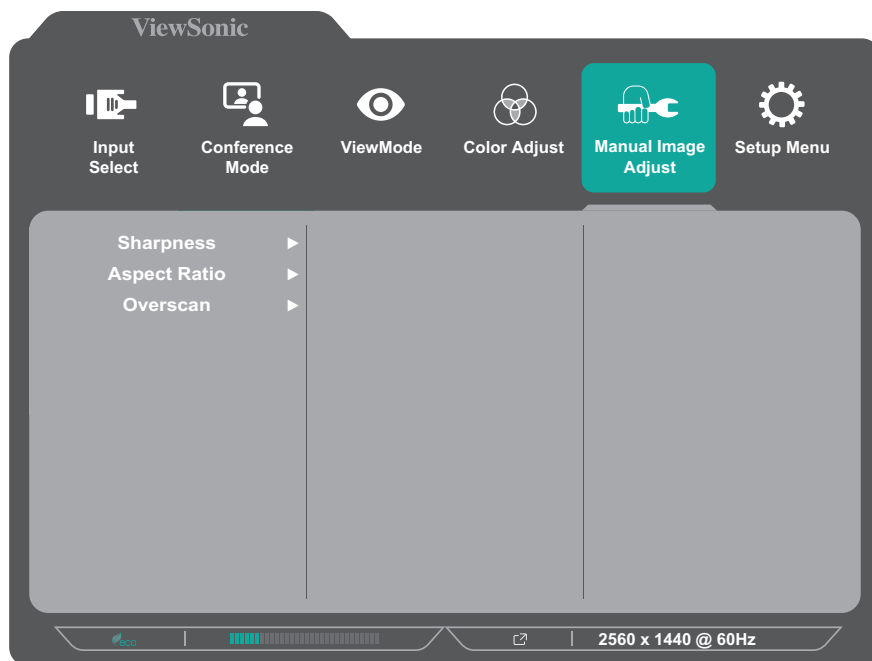 ViewSonic
Input
Select
Conference
Mode
ViewMode
Color Adjust
Manual Image
Adjust
Setup Menu
Sharpness
Aspect Ratio
Overscan
eco
2560 x 1440 @ 60Hz